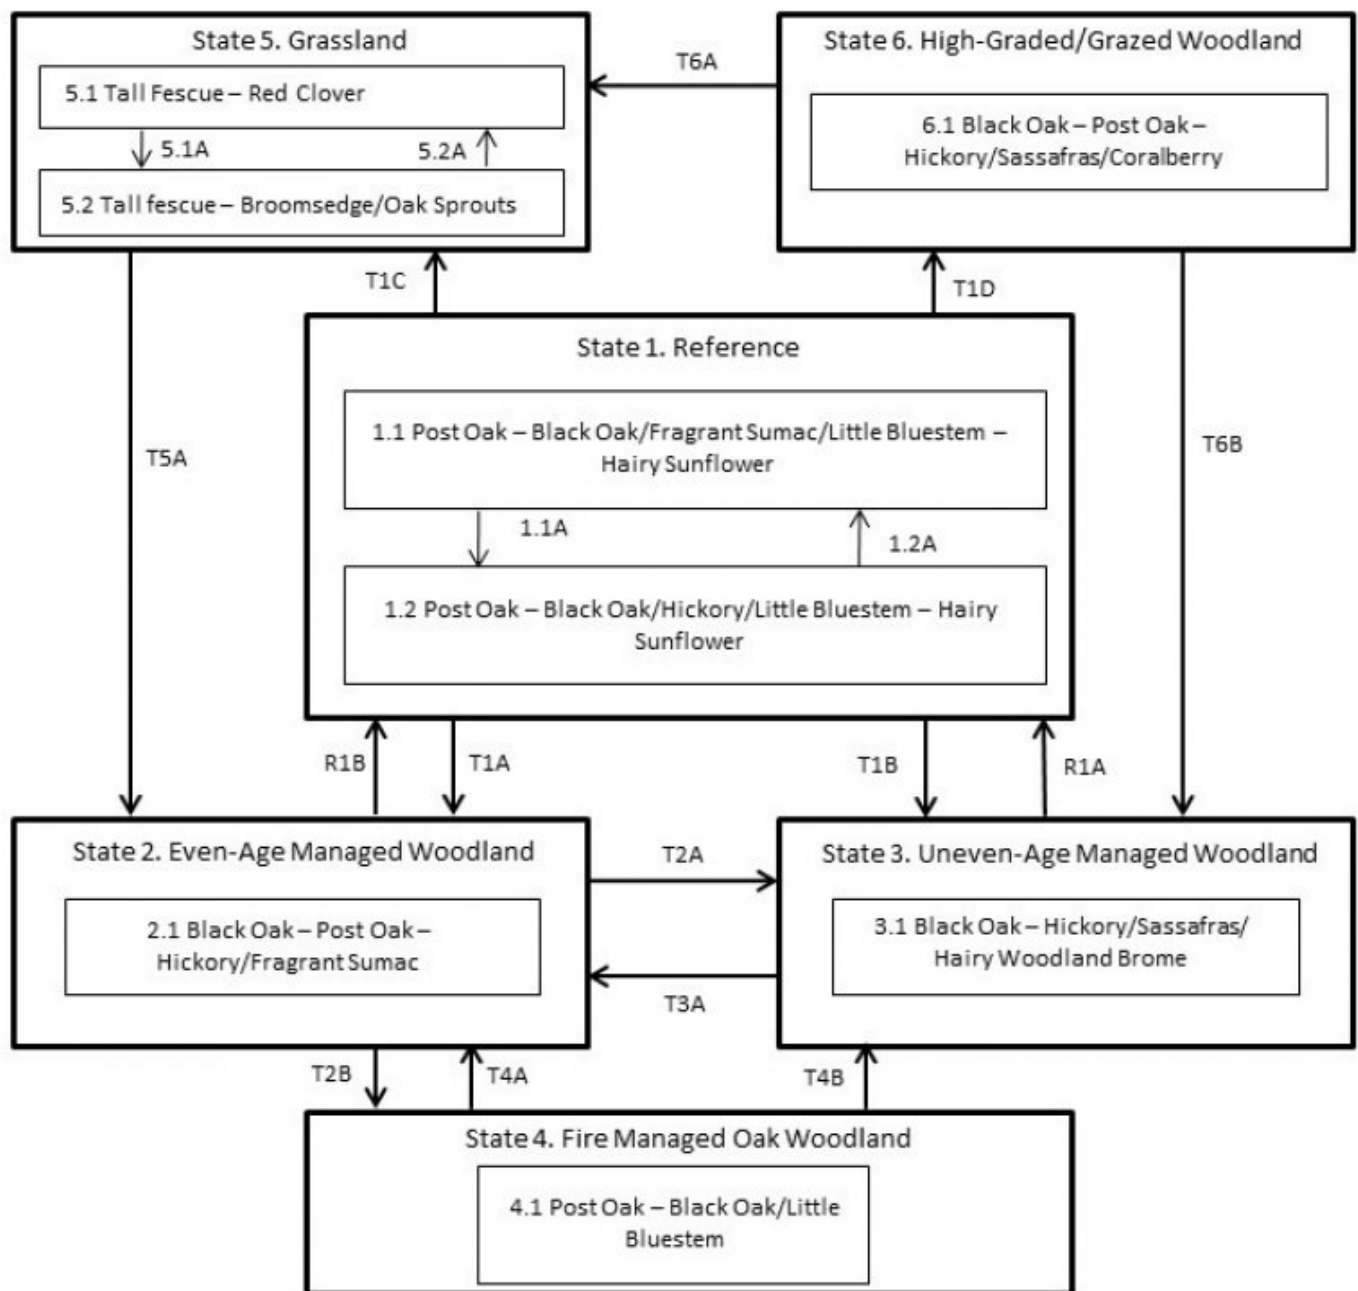 State 5. Grassland
5.1 Tall Fescue – Red Clover
5.1A
5.2A
5.2 Tall fescue – Broomsedge/Oak Sprouts
T6A
State 6. High-Graded/Grazed Woodland
6.1 Black Oak – Post Oak –
Hickory/Sassafras/Coralberry
T1C
T1D
State 1. Reference
1.1 Post Oak – Black Oak/Fragrant Sumac/Little Bluestem –
Hairy Sunflower
1.1A
1.2A
1.2 Post Oak – Black Oak/Hickory/Little Bluestem – Hairy
Sunflower
T5A
T6B
R1B
T1A
T1B
R1A
State 2. Even-Age Managed Woodland
2.1 Black Oak – Post Oak –
Hickory/Fragrant Sumac
T2A
T3A
State 3. Uneven-Age Managed Woodland
3.1 Black Oak – Hickory/Sassafras/
Hairy Woodland Brome
T2B
T4A
T4B
State 4. Fire Managed Oak Woodland
4.1 Post Oak – Black Oak/Little
Bluestem